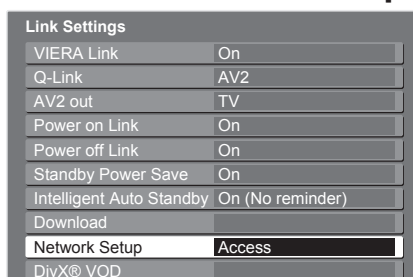 Link Settings
VIERA Link On
Q-Link AV2
AV2 out TV
Power on Link On
Power off Link On
Standby Power Save On
Intelligent Auto Standby On (No reminder)
Download
Network Setup Access
DivX® VOD